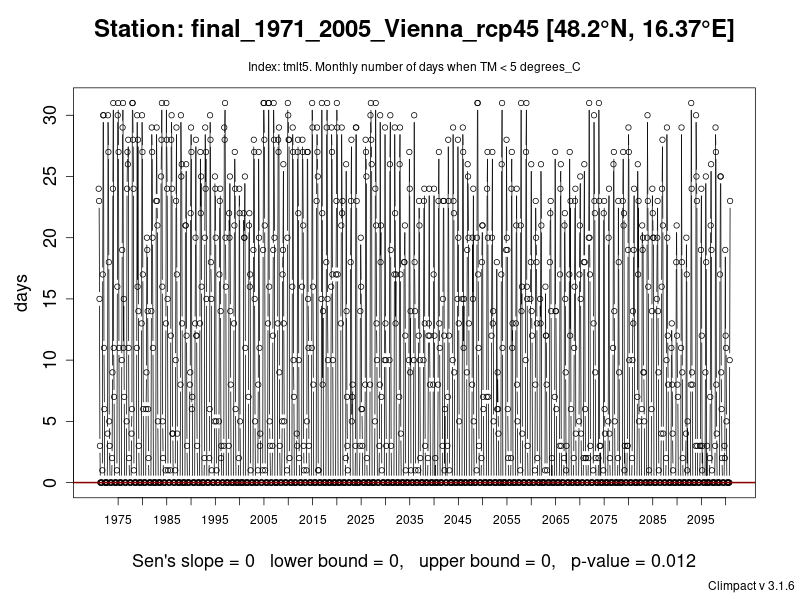 Station: final_1971_2005_Vienna_rcp45 [48.2°N, 16.37°E]
Index: tmlt5. Monthly number of days when TM < 5 degrees_C
days
30
25
20
15
10
5
0
1975 1985 1995 2005 2015 2025 2035 2045 2055 2065 2075 2085 2095
Sen's slope = 0 lower bound = 0, upper bound = 0, p-value = 0.012
Climpact v 3.1.6